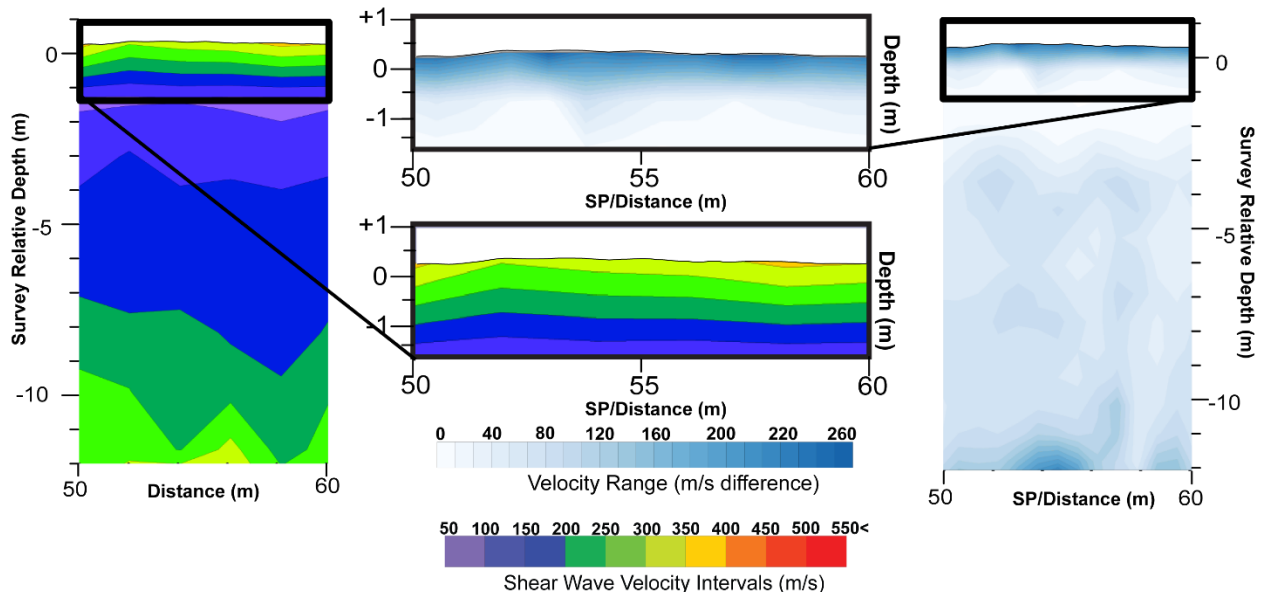 0
-5
-10
Survey Relative Depth (m)
50
60
Distance (m)
+1
0
-1
Depth (m)
50
55
60
SP/Distance (m)
+1
0
1
Depth (m)
50
55
60
SP/Distance (m)
0 40 80 120 160 200 220 260
Velocity Range (m/s difference)
50 100 150 200 250 300 350 400 450 500 550<
Shear Wave Velocity Intervals (m/s)
0
-5
-10
Survey Relative Depth (m)
50
60
SP/Distance (m)